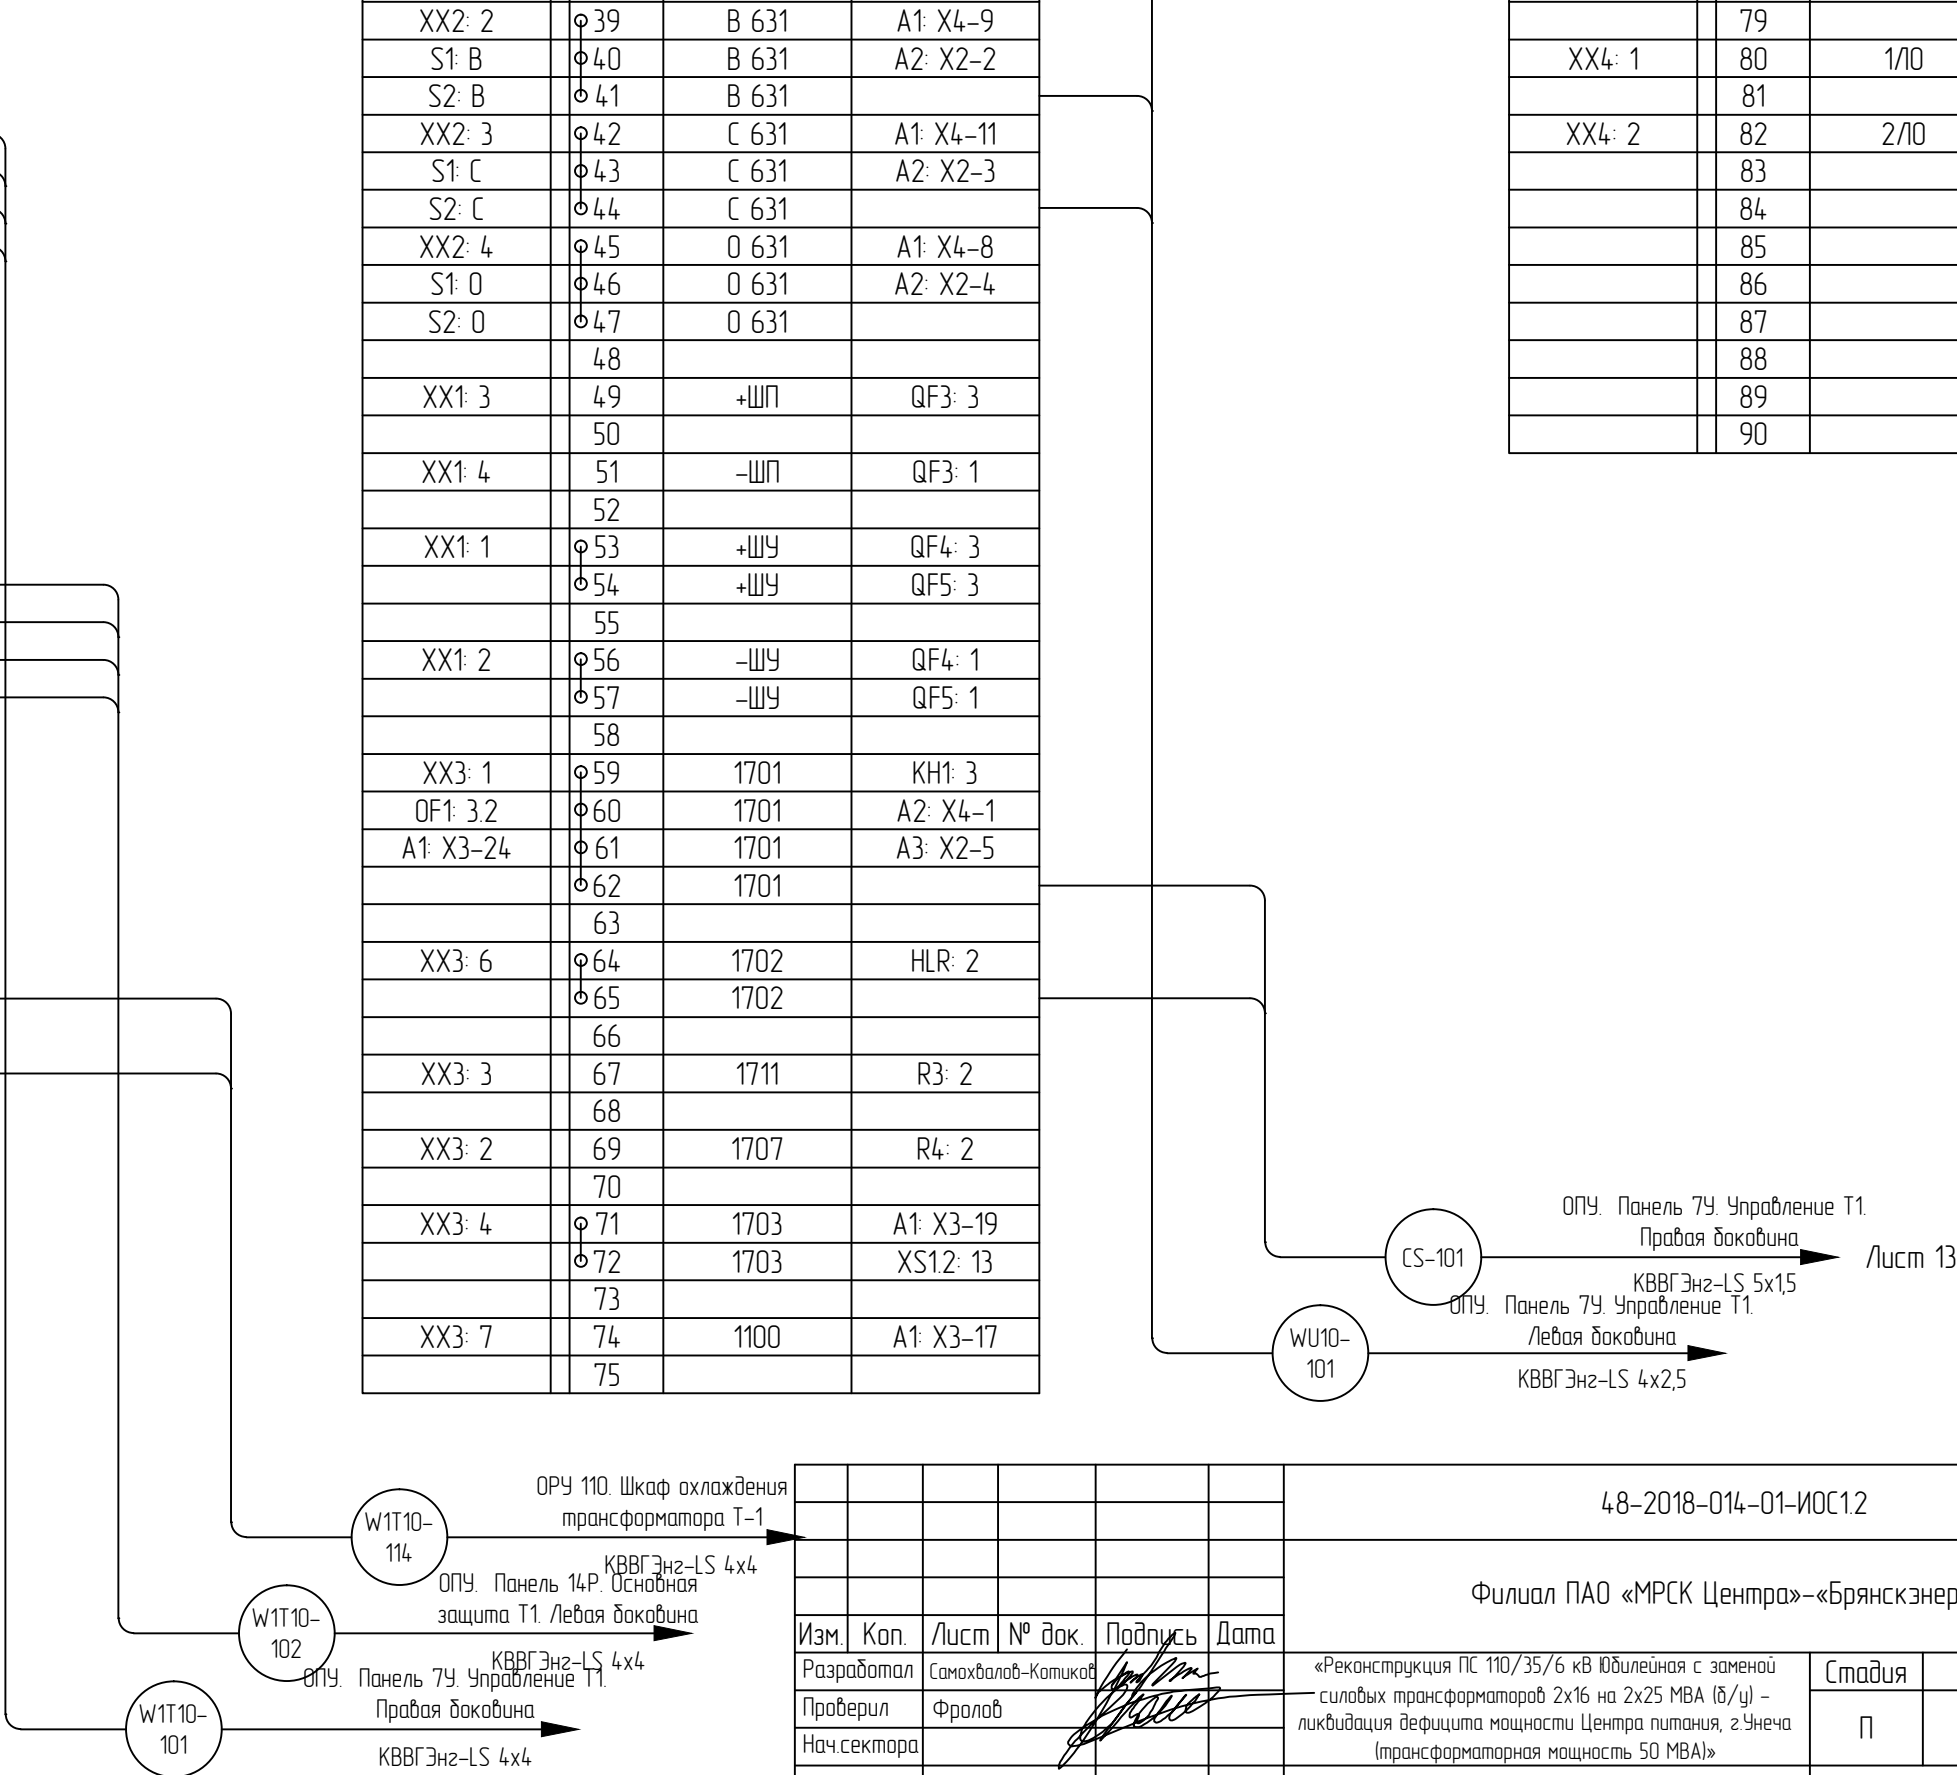 XX2: 2 39 B 631 A1: X4-9
S1: B 40 B 631 A2: X2-2
S2: B 41 B 631
XX2: 3 42 C 631 A1: X4-11
S1: C 43 C 631 A2: X2-3
S2: C 44 C 631
XX2: 4 45 0 631 A1: X4-8
S1: 0 46 0 631 A2: X2-4
S2: 0 47 0 631
48
XX1: 3 49 +ШП QF3: 3
50
XX1: 4 51 -ШП QF3: 1
52
XX1: 1 53 +ШУ QF4: 3
54 +ШУ QF5: 3
55
XX1: 2 56 -ШУ QF4: 1
57 -ШУ QF5: 1
58
XX3: 1 59 1701 KH1: 3
OF1: 3.2 60 1701 A2: X4-1
A1: X3-24 61 1701 A3: X2-5
62 1701
63
XX3: 6 64 1702 HLR: 2
65 1702
66
XX3: 3 67 1711 R3: 2
68
XX3: 2 69 1707 R4: 2
70
XX3: 4 71 1703 A1: X3-19
72 1703 XS1.2: 13
73
XX3: 7 74 1100 A1: X3-17
75
79
XX4: 1 80 1/Л0
81
XX4: 2 82 2/Л0
83
84
85
86
87
88
89
90
CS-101
ОПУ. Панель 7У. Управление Т1.
Правая боковина
КВВГЭнг-LS 5x1,5
Лист 13
WU10-
101
ОПУ. Панель 7У. Управление Т1.
Левая боковина
КВВГЭнг-LS 4x2,5
W1T10-
114
ОРУ 110. Шкаф охлаждения
трансформатора Т-1
КВВГЭнг-LS 4x4
W1T10-
102
ОПУ. Панель 14Р. Основная
защита Т1. Левая боковина
КВВГЭнг-LS 4x4
W1T10-
101
ОПУ. Панель 7У. Управление Т1.
Правая боковина
КВВГЭнг-LS 4x4
48-2018-014-01-ИОС1.2
Филиал ПАО «МРСК Центра»-«Брянскэнер
Изм. Кол. Лист № док. Подпись Дата
Разработал Самохвалов-Котиков
Проверил Фролов
Нач.сектора
«Реконструкция ПС 110/35/6 кВ Юбилейная с заменой
силовых трансформаторов 2x16 на 2x25 МВА (б/у) -
ликвидация дефицита мощности Центра питания, г.Унеча
(трансформаторная мощность 50 МВА)»
Стадия
П